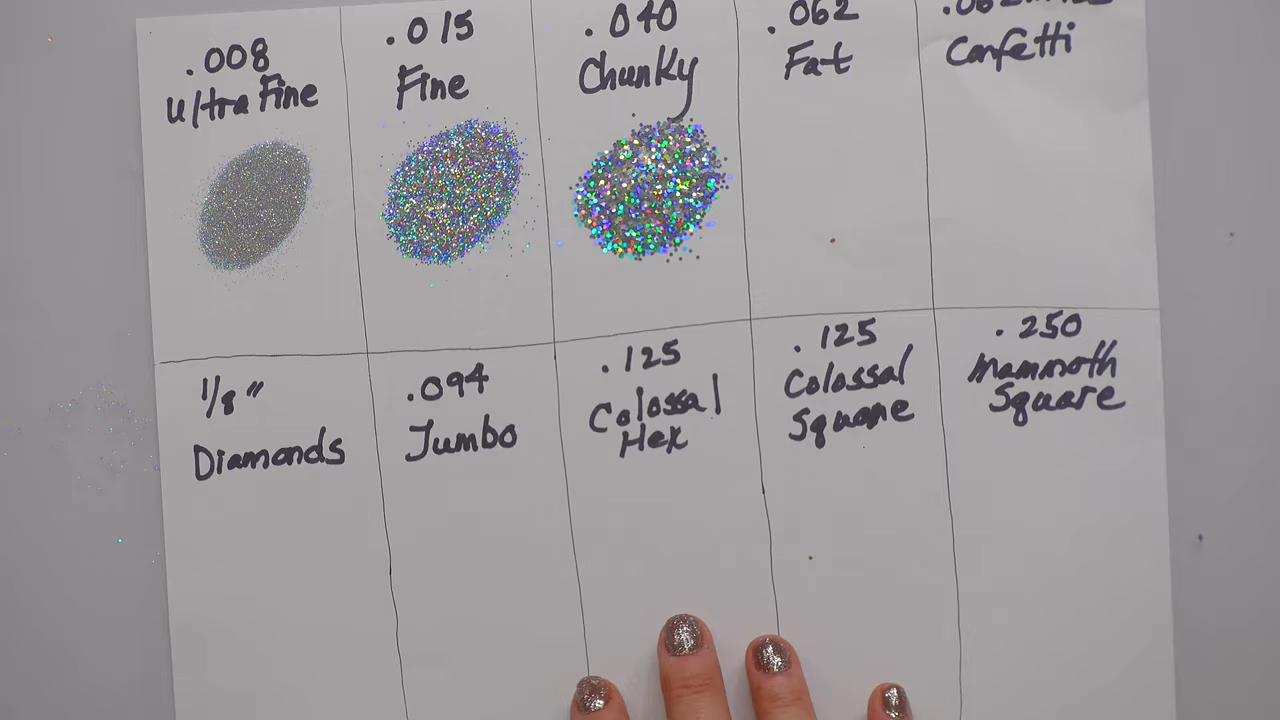 .008
Ultra Fine
.015
Fine
.040
Chunky
.062
Fat
Confetti
1/8"
Diamonds
.094
Jumbo
.125
Colossal
Hex
.125
Colossal
Square
.250
Mammoth
Square